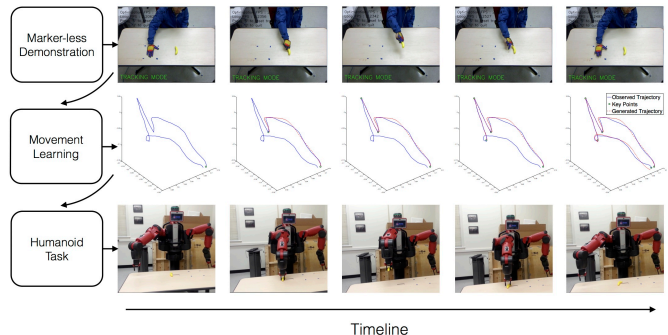 Marker-less
Demonstration
TRACKING MODE
TRACKING MODE
TRACKING MODE
TRACKING MODE
TRACKING MODE
Movement
Learning
Observed Trajectory
Key Points
Generated Trajectory
Humanoid
Task
Timeline